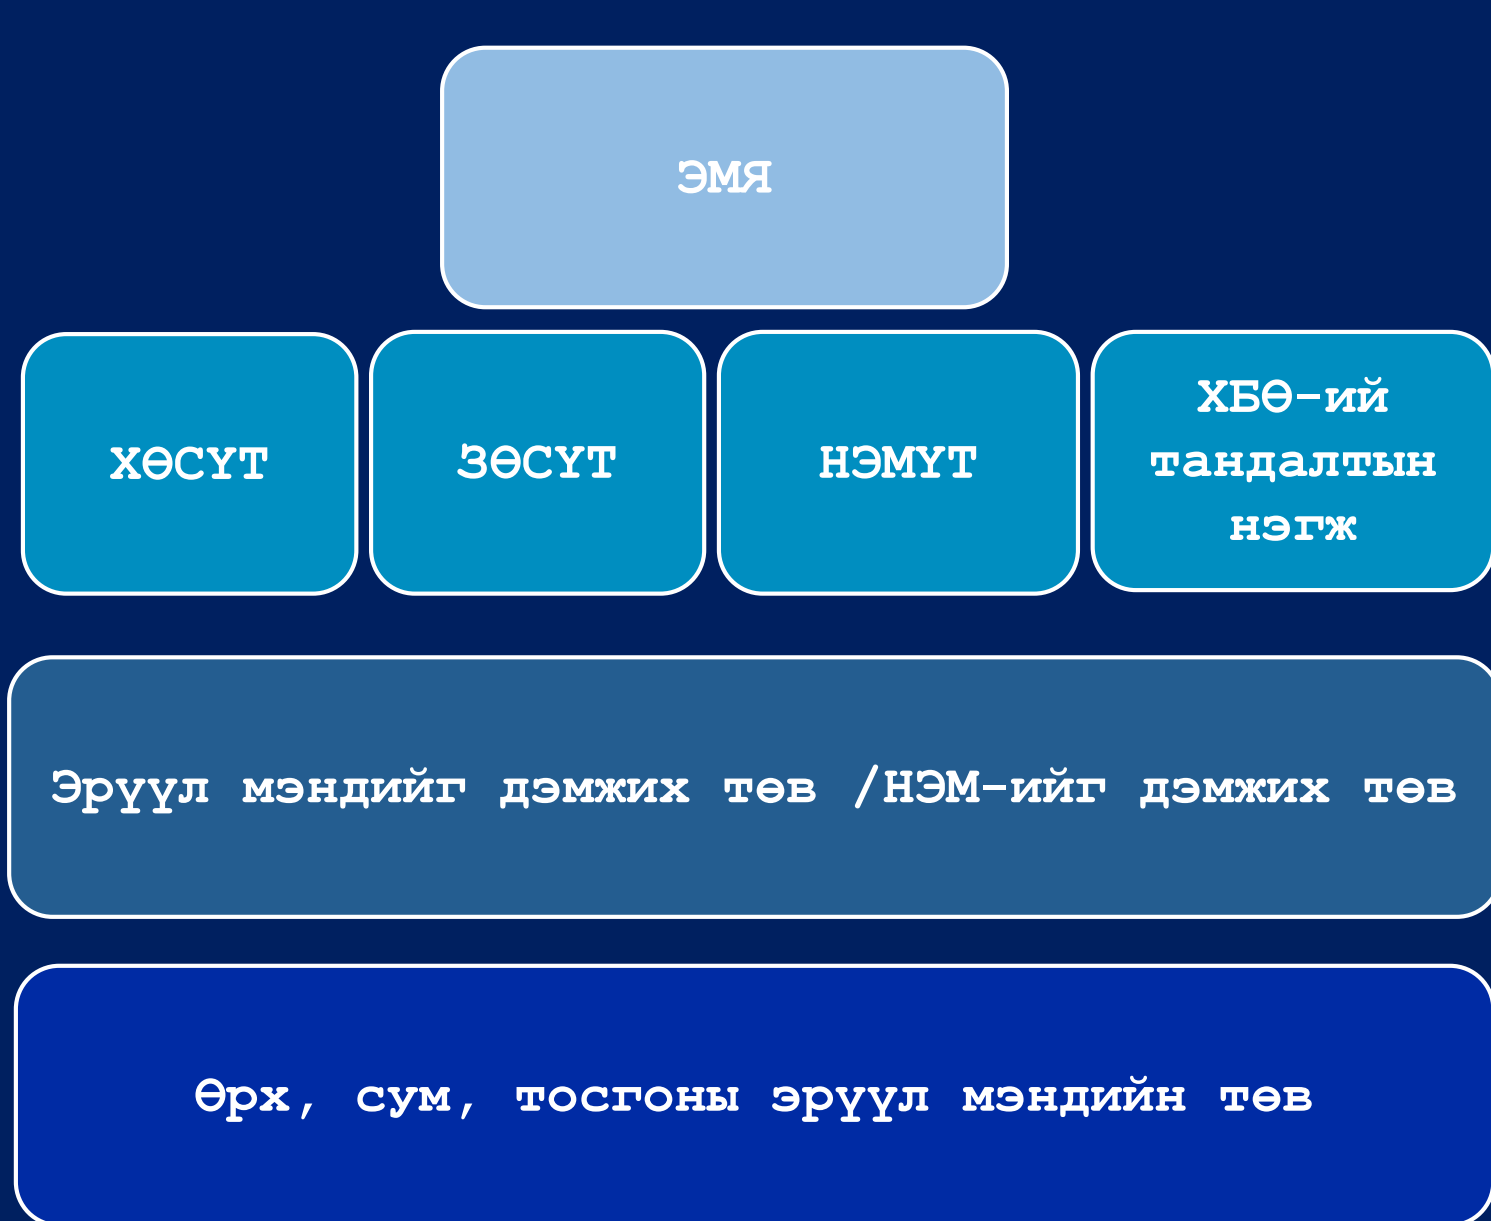 ЭМЯ
ХӨСҮТ
ЗӨСҮТ
НЭМҮТ
ХБӨ-ий
тандалтын
нэгж
Эрүүл мэндийг дэмжих төв /НЭМ-ийг дэмжих төв
Өрх, сум, тосгоны эрүүл мэндийн төв